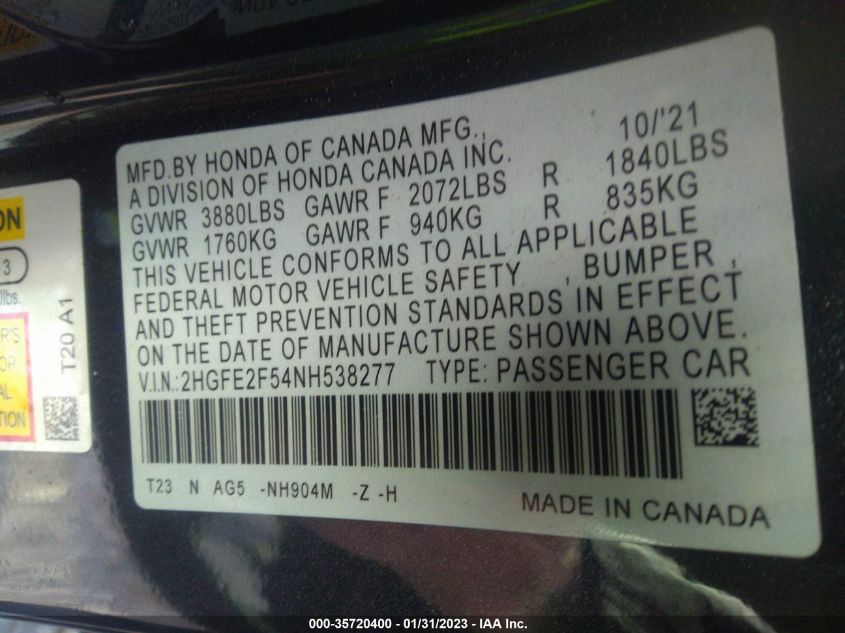 MFD.BY HONDA OF CANADA MFG., 10/'21
A DIVISION OF HONDA CANADA INC.
GVWR 3880LBS GAWR F 2072LBS R 1840LBS
GVWR 1760KG GAWR F 940KG R 835KG
THIS VEHICLE CONFORMS TO ALL APPLICABLE
FEDERAL MOTOR VEHICLE SAFETY , BUMPER ,
AND THEFT PREVENTION STANDARDS IN EFFECT
ON THE DATE OF MANUFACTURE SHOWN ABOVE.
V.I.N.:2HGFE2F54NH538277 TYPE: PASSENGER CAR
T23 N AG5 -NH904M -Z -H MADE IN CANADA
3
lbs.
T20 A1
000-35720400 - 01/31/2023 - IAA Inc.